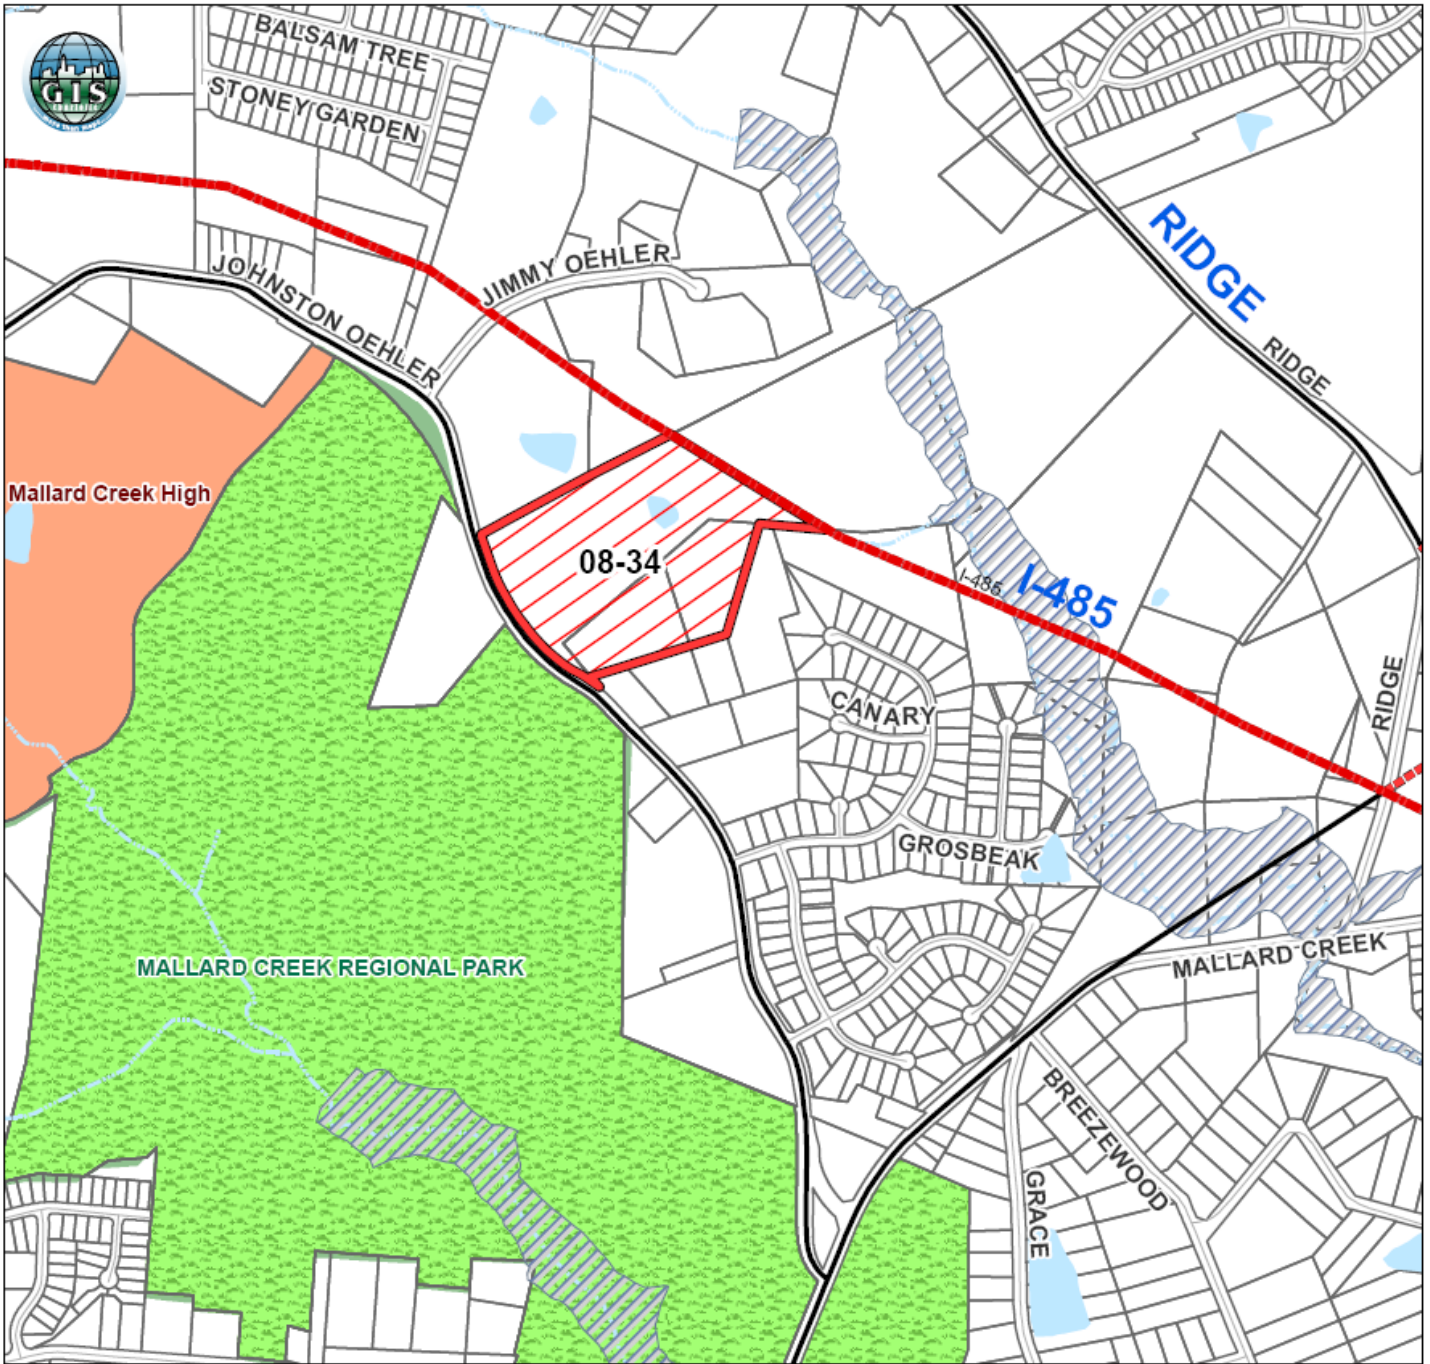 BALSAM TREE
GIS
STONEY GARDEN
RIDGE
JOHNSTON OEHLER
JIMMY OEHLER
RIDGE
Mallard Creek High
08-34
I-485
I-485
RIDGE
CANARY
GROSBEAK
MALLARD CREEK
MALLARD CREEK REGIONAL PARK
BREEZEWOOD
GRACE